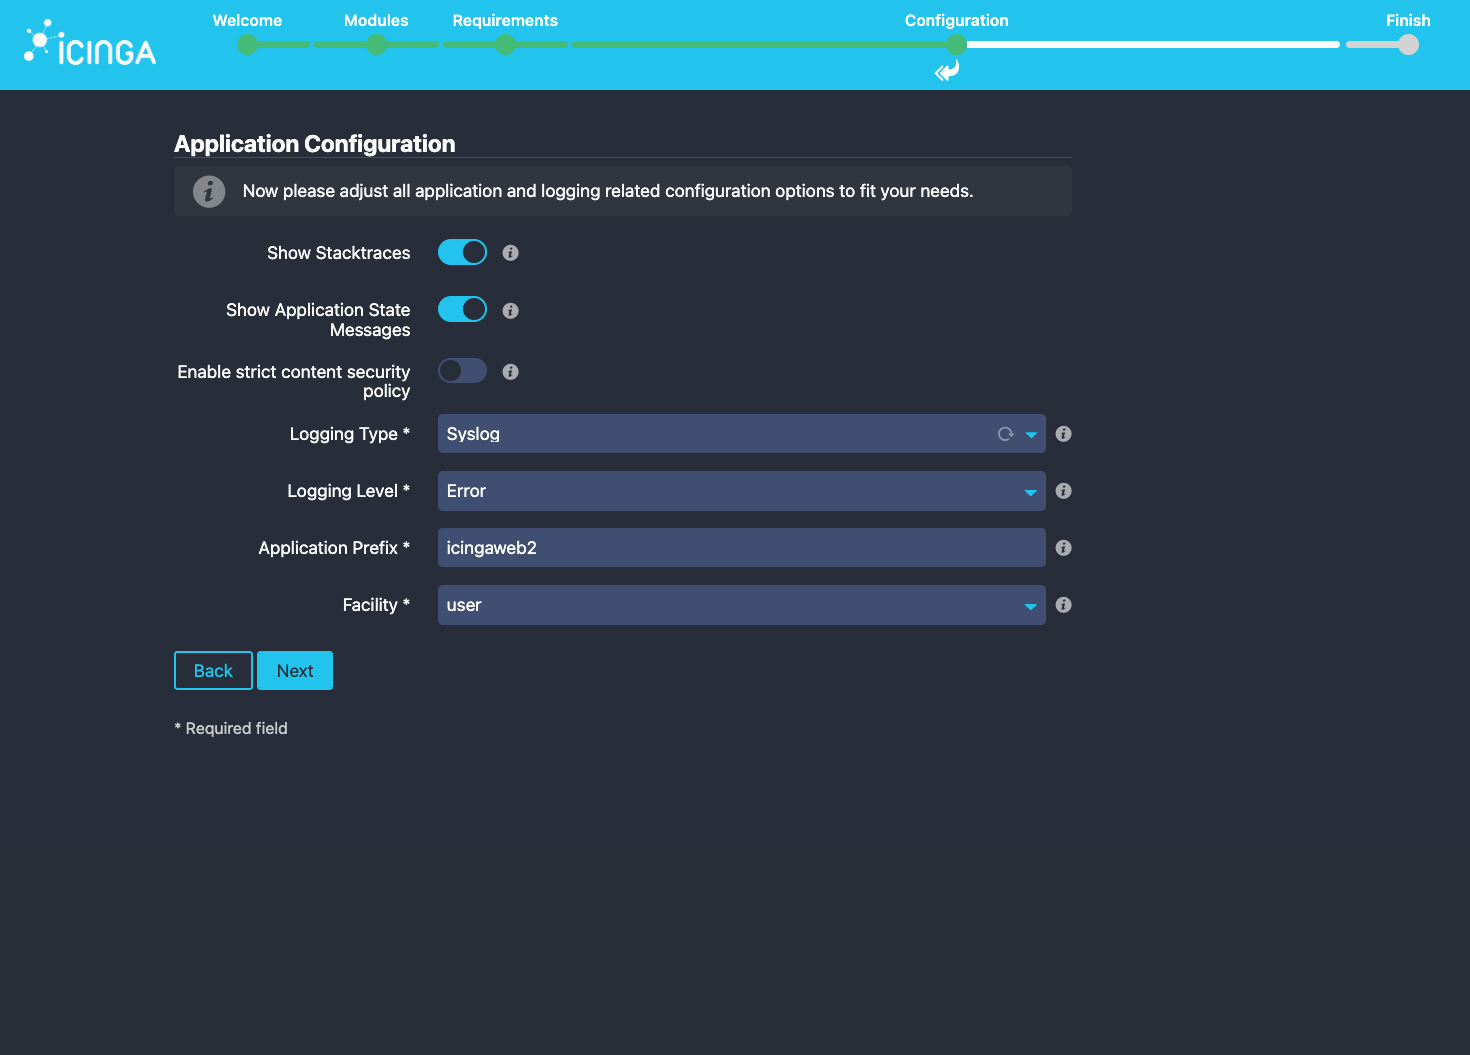 ICINGA
Welcome
Modules
Requirements
Configuration
Finish
Application Configuration
Now please adjust all application and logging related configuration options to fit your needs.
Show Stacktraces
Show Application State
Messages
Enable strict content security
policy
Logging Type *
Syslog
Logging Level *
Error
Application Prefix *
icingaweb2
Facility *
user
Back
Next
* Required field